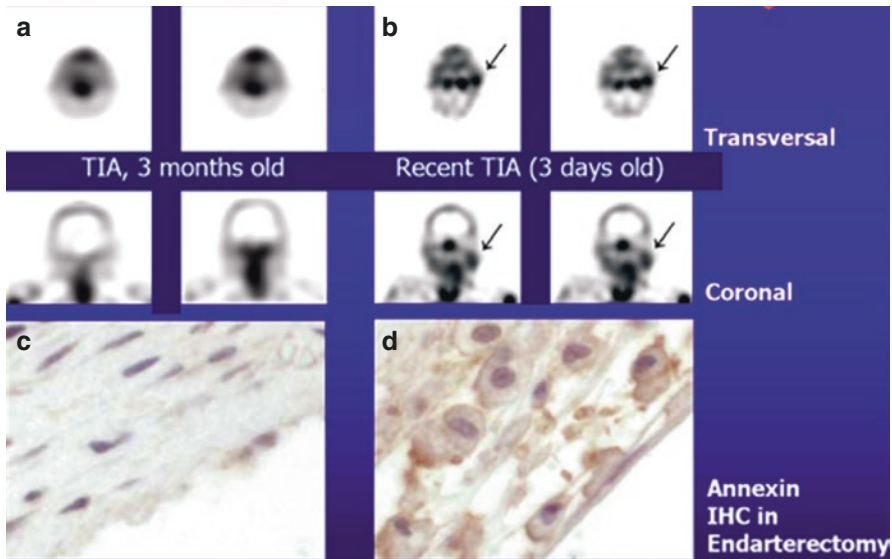 a
b
Transversal
TIA, 3 months old
Recent TIA (3 days old)
Coronal
c
d
Annexin
IHC in
Endarterectomy